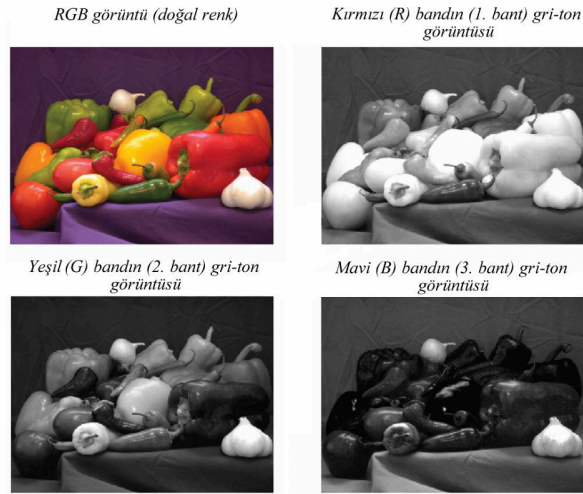 RGB görüntü (doğal renk)
Kırmızı (R) bandın (1. bant) gri-ton
görüntüsü
Yeşil (G) bandın (2. bant) gri-ton
görüntüsü
Mavi (B) bandın (3. bant) gri-ton
görüntüsü